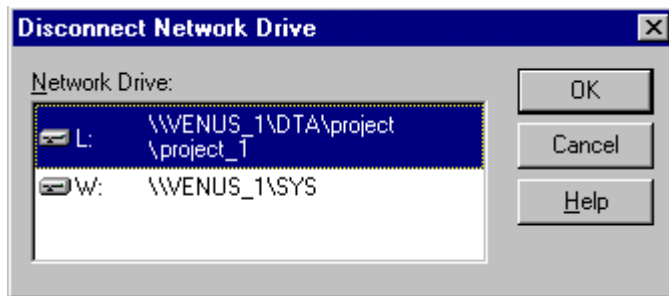 Disconnect Network Drive
Network Drive:
L: \\VENUS_1\DTA\project
\project_1
W: \\VENUS_1\SYS
OK
Cancel
Help